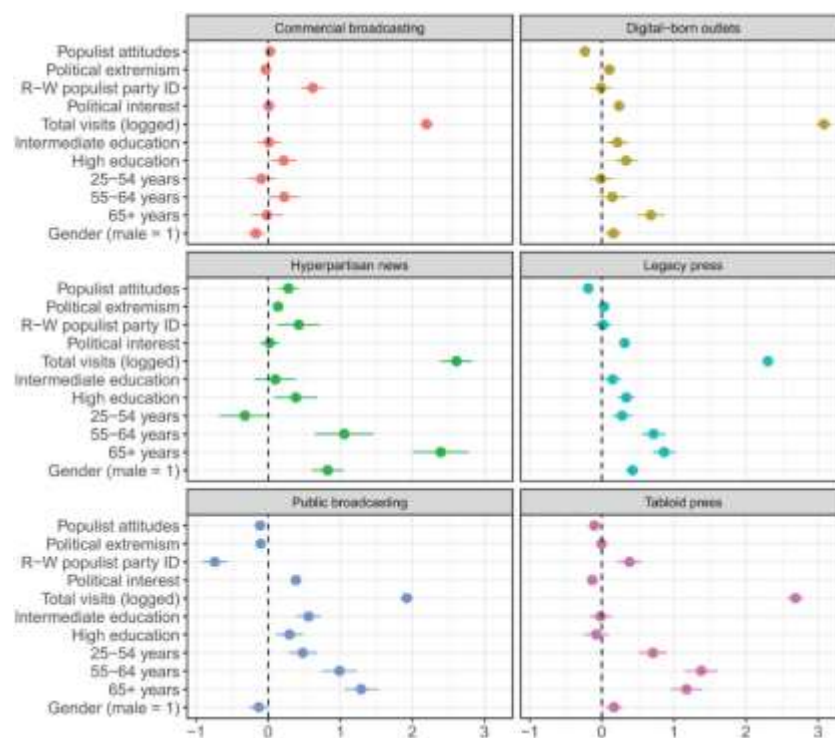 Commercial broadcasting
Digital-born outlets
Populist attitudes
Political extremism
R-W populist party ID
Political interest
Total visits (logged)
Intermediate education
High education
25-54 years
55-64 years
65+ years
Gender (male = 1)
Hyperpartisan news
Legacy press
Populist attitudes
Political extremism
R-W populist party ID
Political interest
Total visits (logged)
Intermediate education
High education
25-54 years
55-64 years
65+ years
Gender (male = 1)
Public broadcasting
Tabloid press
Populist attitudes
Political extremism
R-W populist party ID
Political interest
Total visits (logged)
Intermediate education
High education
25-54 years
55-64 years
65+ years
Gender (male = 1)
-1 0 1 2 3 -1 0 1 2 3